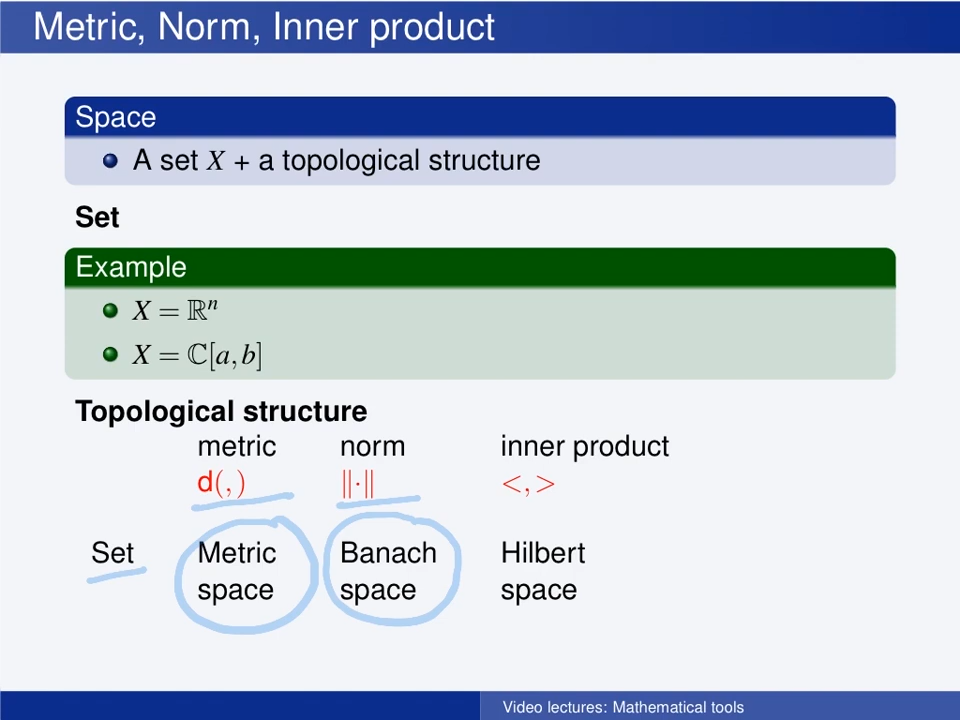 Metric, Norm, Inner product
Space
A set X + a topological structure
Set
Example
X = ℝⁿ
X = ℂ[a, b]
Topological structure
metric norm inner product
d(,) ‖·‖ <,>
Set Metric space Banach space Hilbert space
Video lectures: Mathematical tools